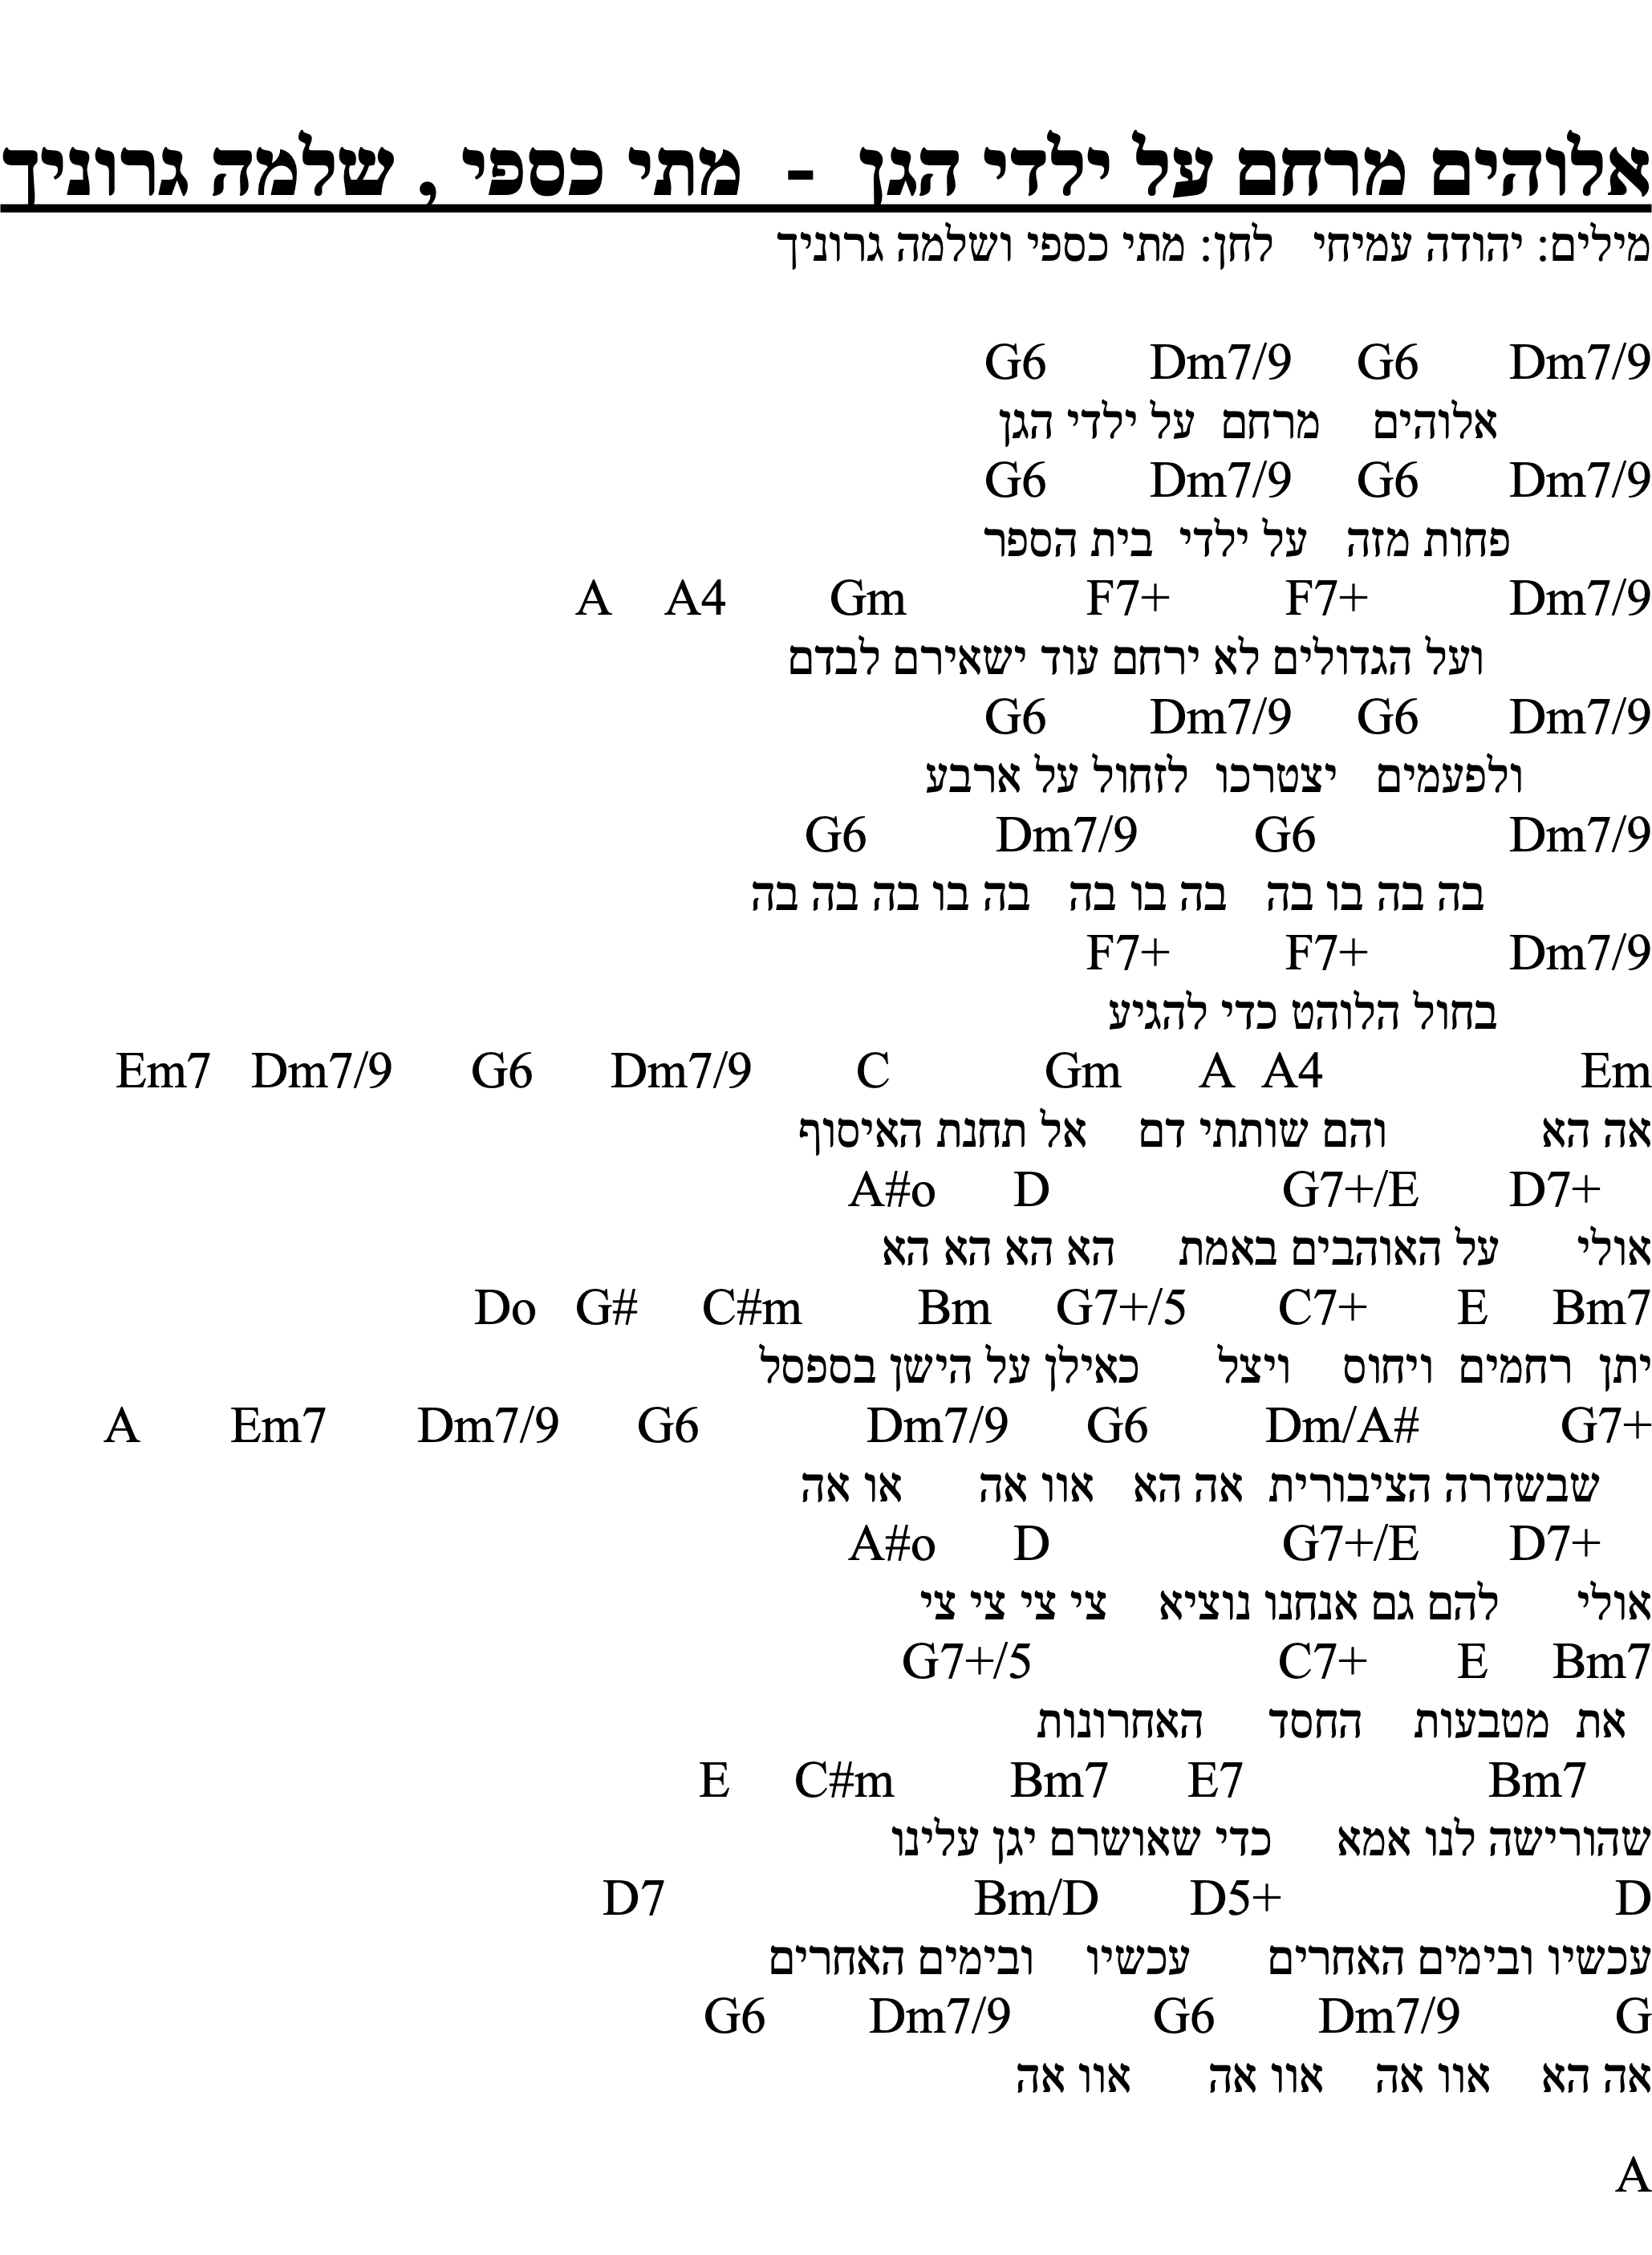 אלוהים מרחם על ילדי הגן - מתי כספי , שלמה גרוניך
מילים: יהודה עמיחי לחן: מתי כספי ושלמה גרוניך
Dm7/9 G6 Dm7/9 G6
אלוהים מרחם על ילדי הגן
Dm7/9 G6 Dm7/9 G6
פחות מזה על ילדי בית הספר
Dm7/9 F7+ F7+ Gm A4 A
ועל הגדולים לא ירחם עוד ישאירם לבדם
Dm7/9 G6 Dm7/9 G6
ולפעמים יצטרכו לזחול על ארבע
Dm7/9 G6 Dm7/9 G6
בה בה בו בה בה בו בה בה בו בה בה בה
Dm7/9 F7+ F7+
בחול הלוהט כדי להגיע
Em A4 A Gm C Dm7/9 G6 Dm7/9 Em7
אה הא והם שותתי דם אל תחנת האיסוף
D7+ G7+/E D A#o
אולי על האוהבים באמת הא הא הא הא
Bm7 E C7+ G7+/5 Bm C#m G# Do
יתן רחמים ויחוס ויצל כאילן על הישן בספסל
G7+ Dm/A# G6 Dm7/9 G6 Dm7/9 Em7 A
שבשדרה הציבורית אה הא אוו אה או אה
D7+ G7+/E D A#o
אולי להם גם אנחנו נוציא צי צי צי צי
Bm7 E C7+ G7+/5
את מטבעות החסד האחרונות
Bm7 E7 Bm7 C#m E
שהורישה לנו אמא כדי שאושרם יגן עלינו
D D5+ Bm/D D7
עכשיו ובימים האחרים עכשיו ובימים האחרים
G Dm7/9 G6 Dm7/9 G6
אה הא אוו אה אוו אה אוו אה
A